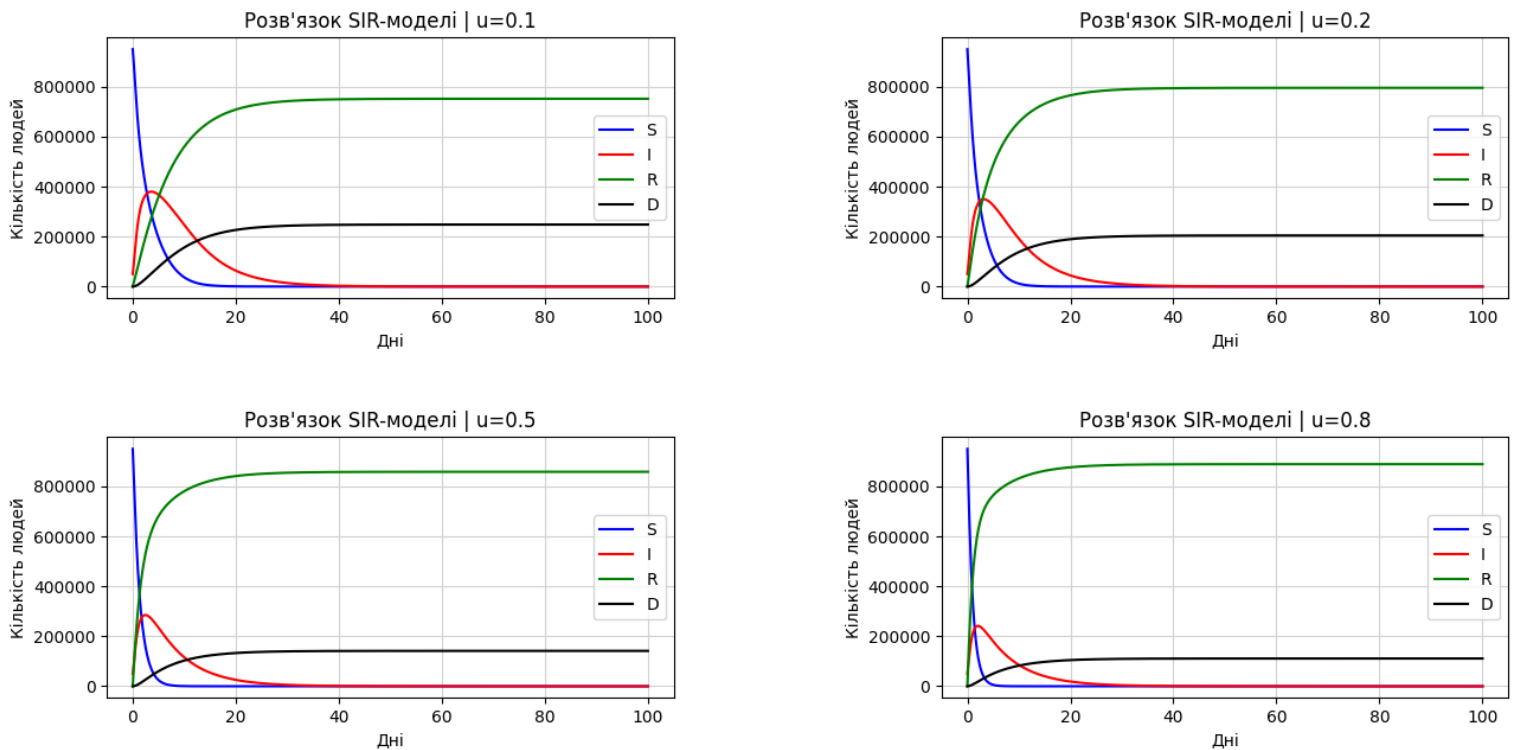 Розв'язок SIR-моделі | u=0.1
Кількість людей
800000
600000
400000
200000
0
0 20 40 60 80 100
Дні
S
I
R
D
Розв'язок SIR-моделі | u=0.2
Кількість людей
800000
600000
400000
200000
0
0 20 40 60 80 100
Дні
S
I
R
D
Розв'язок SIR-моделі | u=0.5
Кількість людей
800000
600000
400000
200000
0
0 20 40 60 80 100
Дні
S
I
R
D
Розв'язок SIR-моделі | u=0.8
Кількість людей
800000
600000
400000
200000
0
0 20 40 60 80 100
Дні
S
I
R
D